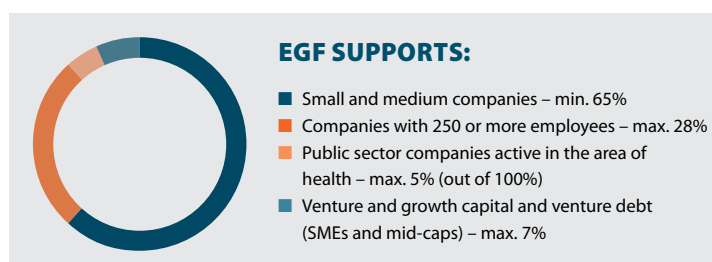 EGF SUPPORTS:
Small and medium companies – min. 65%
Companies with 250 or more employees – max. 28%
Public sector companies active in the area of
health – max. 5% (out of 100%)
Venture and growth capital and venture debt
(SMEs and mid-caps) – max. 7%